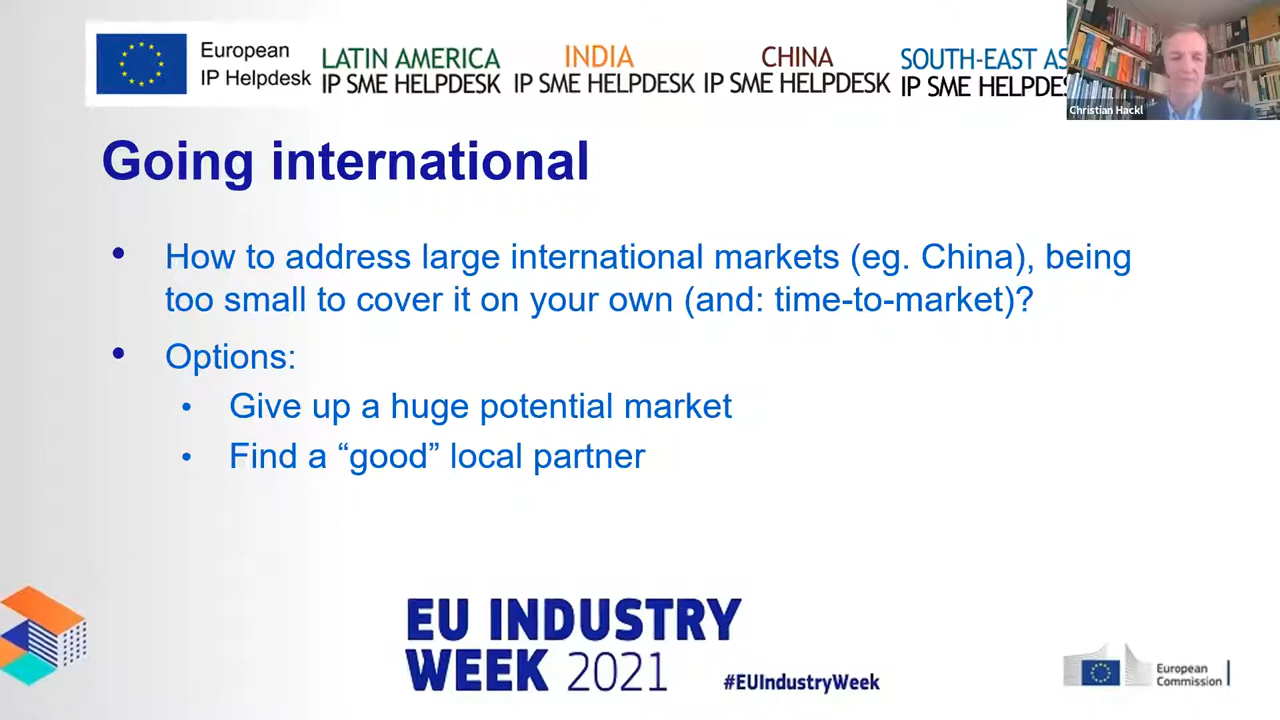 European
IP Helpdesk
LATIN AMERICA
IP SME HELPDESK
INDIA
IP SME HELPDESK
CHINA
IP SME HELPDESK
SOUTH-EAST AS
IP SME HELPDES
Christian Hackl
Going international
• How to address large international markets (eg. China), being
too small to cover it on your own (and: time-to-market)?
• Options:
• Give up a huge potential market
• Find a “good” local partner
EU INDUSTRY
WEEK 2021
#EUIndustryWeek
European
Commission